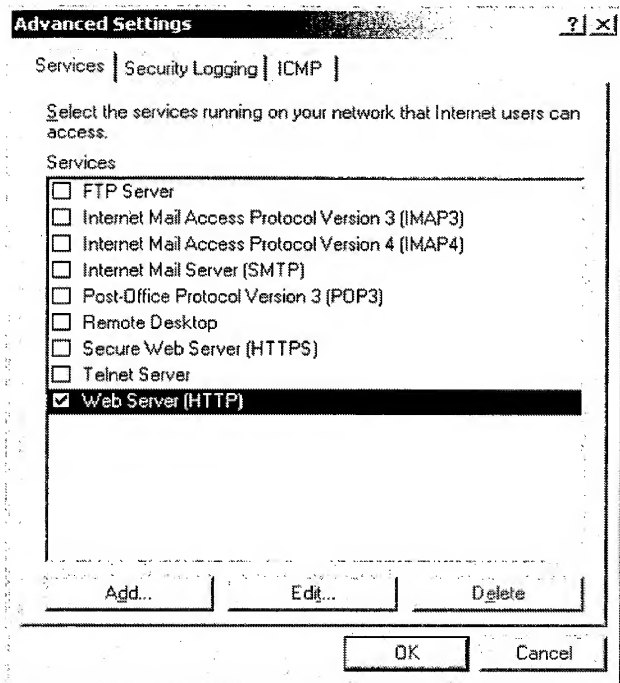 Advanced Settings ? ×
Services Security Logging ICMP
Select the services running on your network that Internet users can
access.
Services
FTP Server
Internet Mail Access Protocol Version 3 (IMAP3)
Internet Mail Access Protocol Version 4 (IMAP4)
Internet Mail Server (SMTP)
Post-Office Protocol Version 3 (POP3)
Remote Desktop
Secure Web Server (HTTPS)
Telnet Server
Web Server (HTTP)
Add... Edit... Delete
OK Cancel